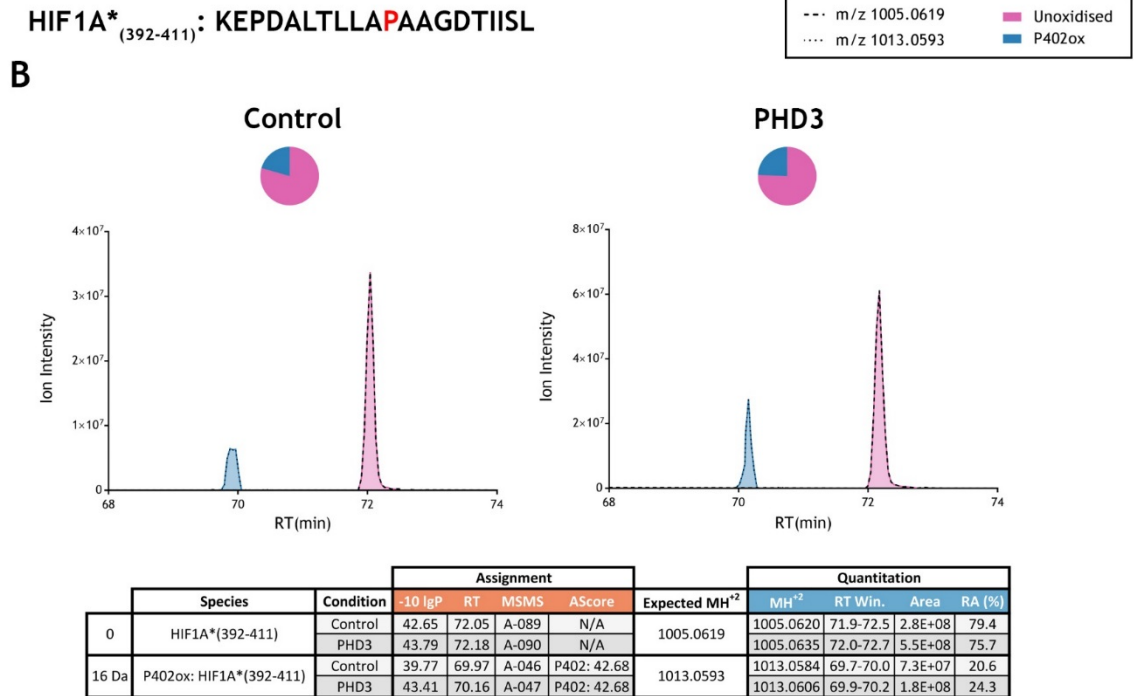 HIF1A*(392-411): KEPDALTLLAPAAGDTIISL
--- m/z 1005.0619 Unoxidised
···· m/z 1013.0593 P402ox
B
Control
PHD3
4×10⁷
3×10⁷
2×10⁷
1×10⁷
0
Ion Intensity
68 70 72 74
RT(min)
8×10⁷
6×10⁷
4×10⁷
2×10⁷
0
Ion Intensity
68 70 72 74
RT(min)
Assignment Quantitation
Species Condition -10 lgP RT MSMS AScore Expected MH⁺² MH⁺² RT Win. Area RA (%)
0 HIF1A*(392-411) Control 42.65 72.05 A-089 N/A 1005.0619 1005.0620 71.9-72.5 2.8E+08 79.4
PHD3 43.79 72.18 A-090 N/A 1005.0635 72.0-72.7 5.5E+08 75.7
16 Da P402ox: HIF1A*(392-411) Control 39.77 69.97 A-046 P402: 42.68 1013.0593 1013.0584 69.7-70.0 7.3E+07 20.6
PHD3 43.41 70.16 A-047 P402: 42.68 1013.0606 69.9-70.2 1.8E+08 24.3